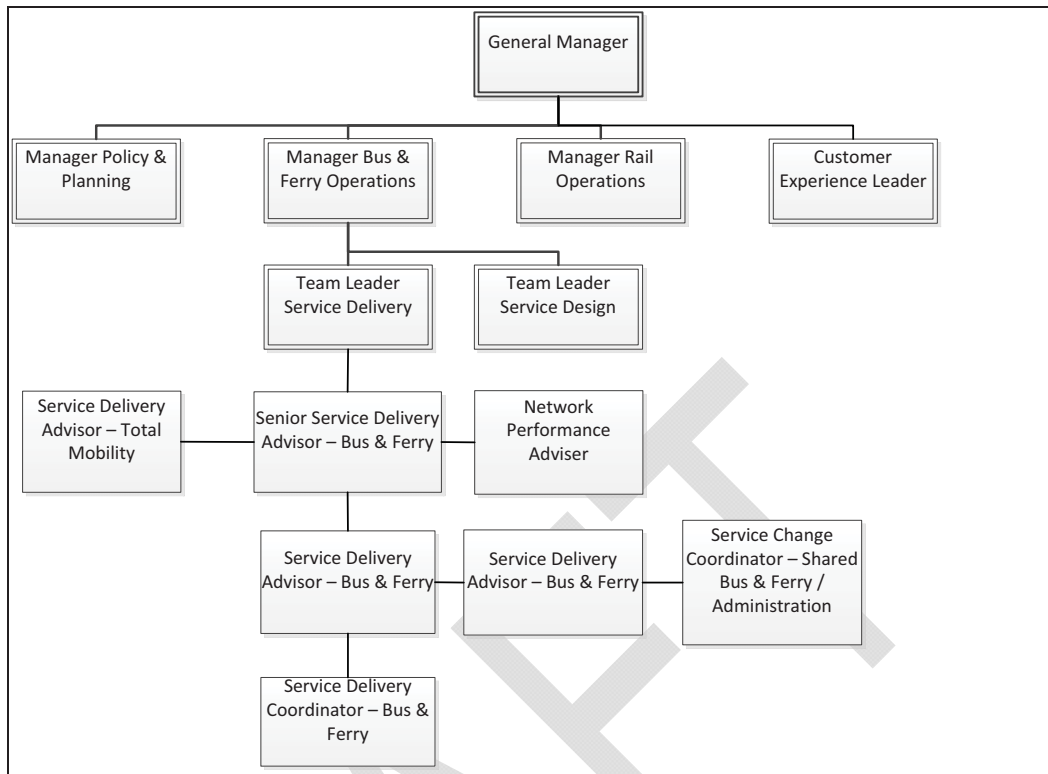 General Manager
Manager Policy &
Planning
Manager Bus &
Ferry Operations
Manager Rail
Operations
Customer
Experience Leader
Team Leader
Service Delivery
Team Leader
Service Design
Service Delivery
Advisor – Total
Mobility
Senior Service Delivery
Advisor – Bus & Ferry
Network
Performance
Adviser
Service Delivery
Advisor – Bus & Ferry
Service Delivery
Advisor – Bus & Ferry
Service Change
Coordinator – Shared
Bus & Ferry /
Administration
Service Delivery
Coordinator – Bus &
Ferry